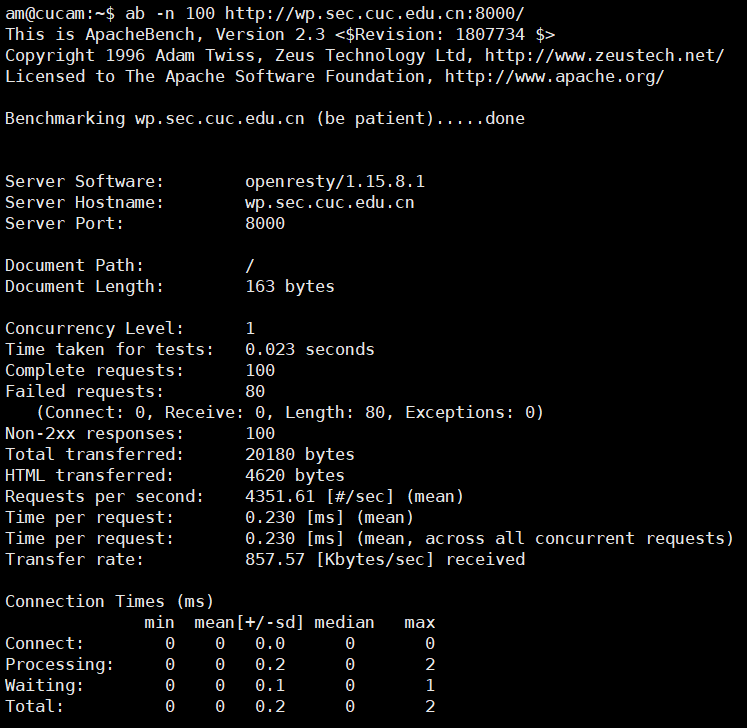 am@cucam:~$ ab -n 100 http://wp.sec.cuc.edu.cn:8000/
This is ApacheBench, Version 2.3 <$Revision: 1807734 $>
Copyright 1996 Adam Twiss, Zeus Technology Ltd, http://www.zeustech.net/
Licensed to The Apache Software Foundation, http://www.apache.org/

Benchmarking wp.sec.cuc.edu.cn (be patient).....done


Server Software:        openresty/1.15.8.1
Server Hostname:        wp.sec.cuc.edu.cn
Server Port:            8000

Document Path:          /
Document Length:        163 bytes

Concurrency Level:      1
Time taken for tests:   0.023 seconds
Complete requests:      100
Failed requests:        80
   (Connect: 0, Receive: 0, Length: 80, Exceptions: 0)
Non-2xx responses:      100
Total transferred:      20180 bytes
HTML transferred:       4620 bytes
Requests per second:    4351.61 [#/sec] (mean)
Time per request:       0.230 [ms] (mean)
Time per request:       0.230 [ms] (mean, across all concurrent requests)
Transfer rate:          857.57 [Kbytes/sec] received

Connection Times (ms)
              min  mean[+/-sd] median   max
Connect:        0    0   0.0      0       0
Processing:     0    0   0.2      0       2
Waiting:        0    0   0.1      0       1
Total:          0    0   0.2      0       2